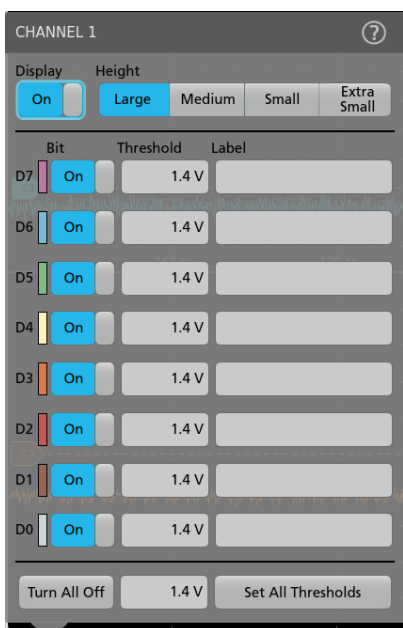 CHANNEL 1 ?
Display Height
On Large Medium Small Extra Small
Bit Threshold Label
D7 On 1.4 V
D6 On 1.4 V
D5 On 1.4 V
D4 On 1.4 V
D3 On 1.4 V
D2 On 1.4 V
C5
D1 On 1.4 V
D0 On 1.4 V
Turn All Off 1.4 V Set All Thresholds